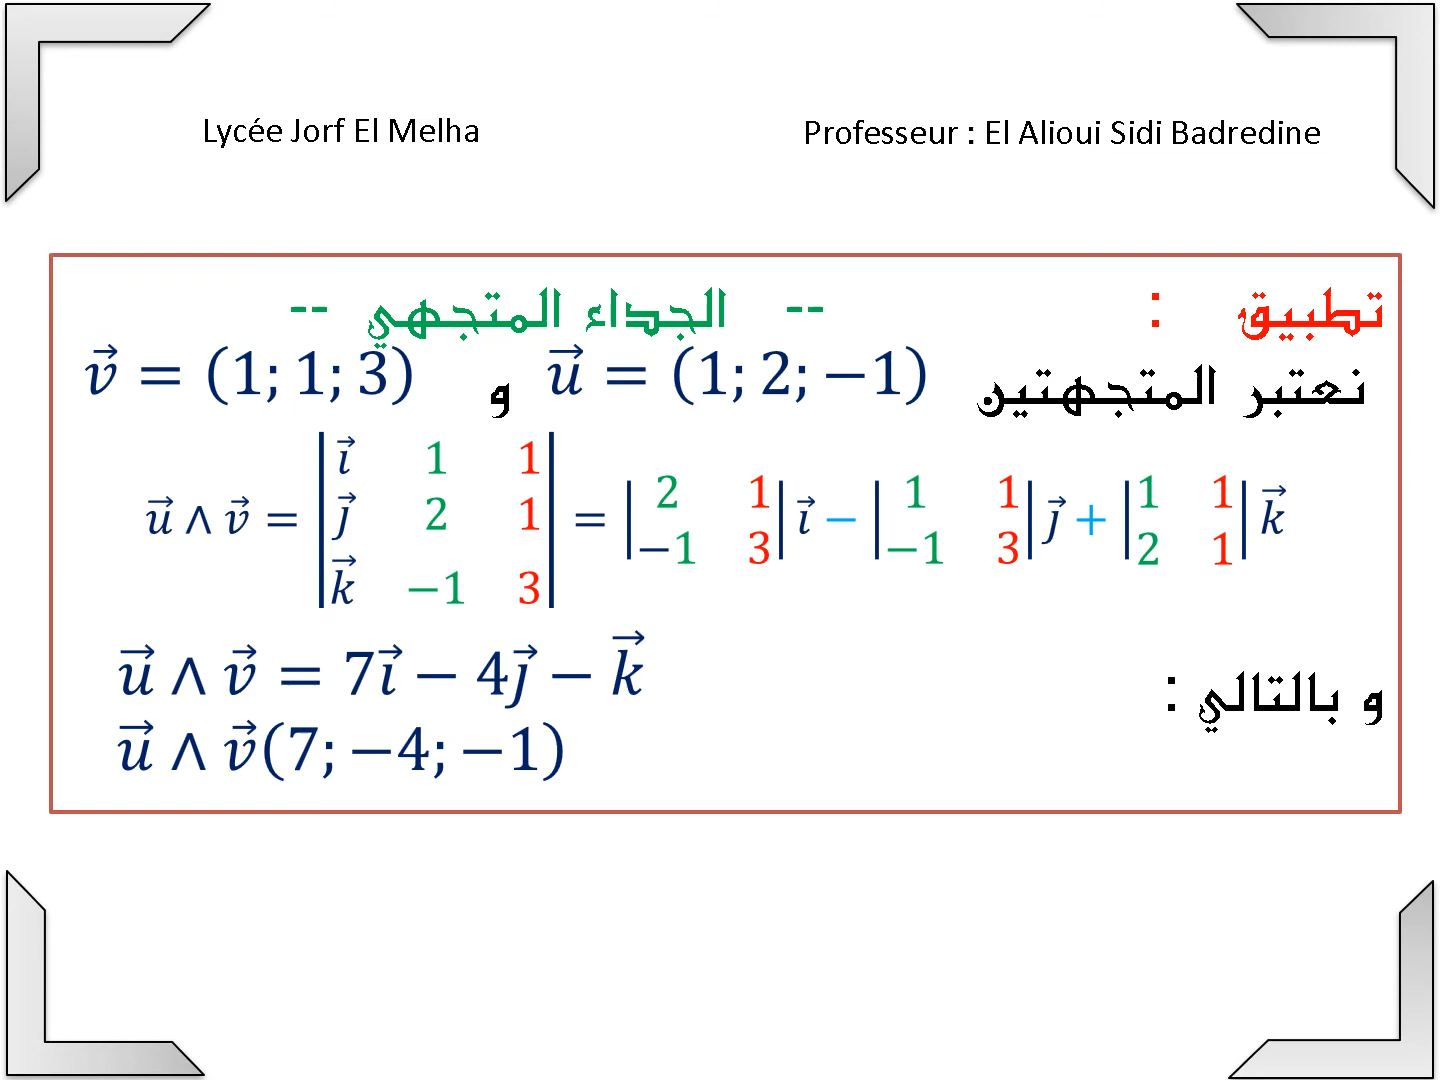 Lycée Jorf El Melha
Professeur : El Alioui Sidi Badredine
تطبيق : -- الجداء المتجهي --
نعتبر المتجهتين u⃗ = (1; 2; −1) و v⃗ = (1; 1; 3)
u⃗ ∧ v⃗ = |i⃗ 1 1; j⃗ 2 1; k⃗ −1 3| = |2 1; −1 3| i⃗ − |1 1; −1 3| j⃗ + |1 1; 2 1| k⃗
u⃗ ∧ v⃗ = 7i⃗ − 4j⃗ − k⃗
و بالتالي :
u⃗ ∧ v⃗(7; −4; −1)